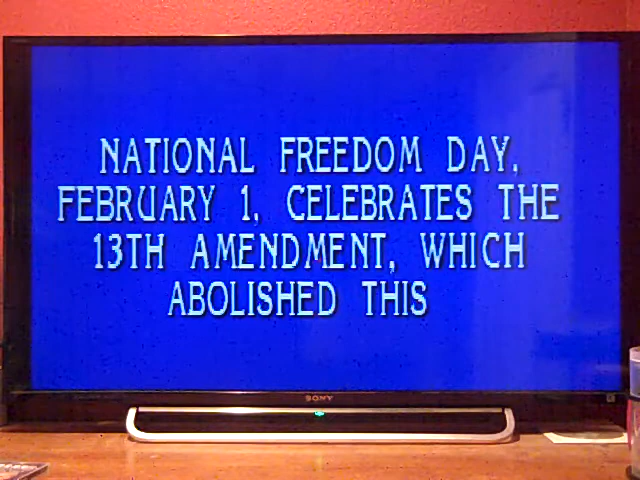 NATIONAL FREEDOM DAY,
FEBRUARY 1, CELEBRATES THE
13TH AMENDMENT, WHICH
ABOLISHED THIS
SONY